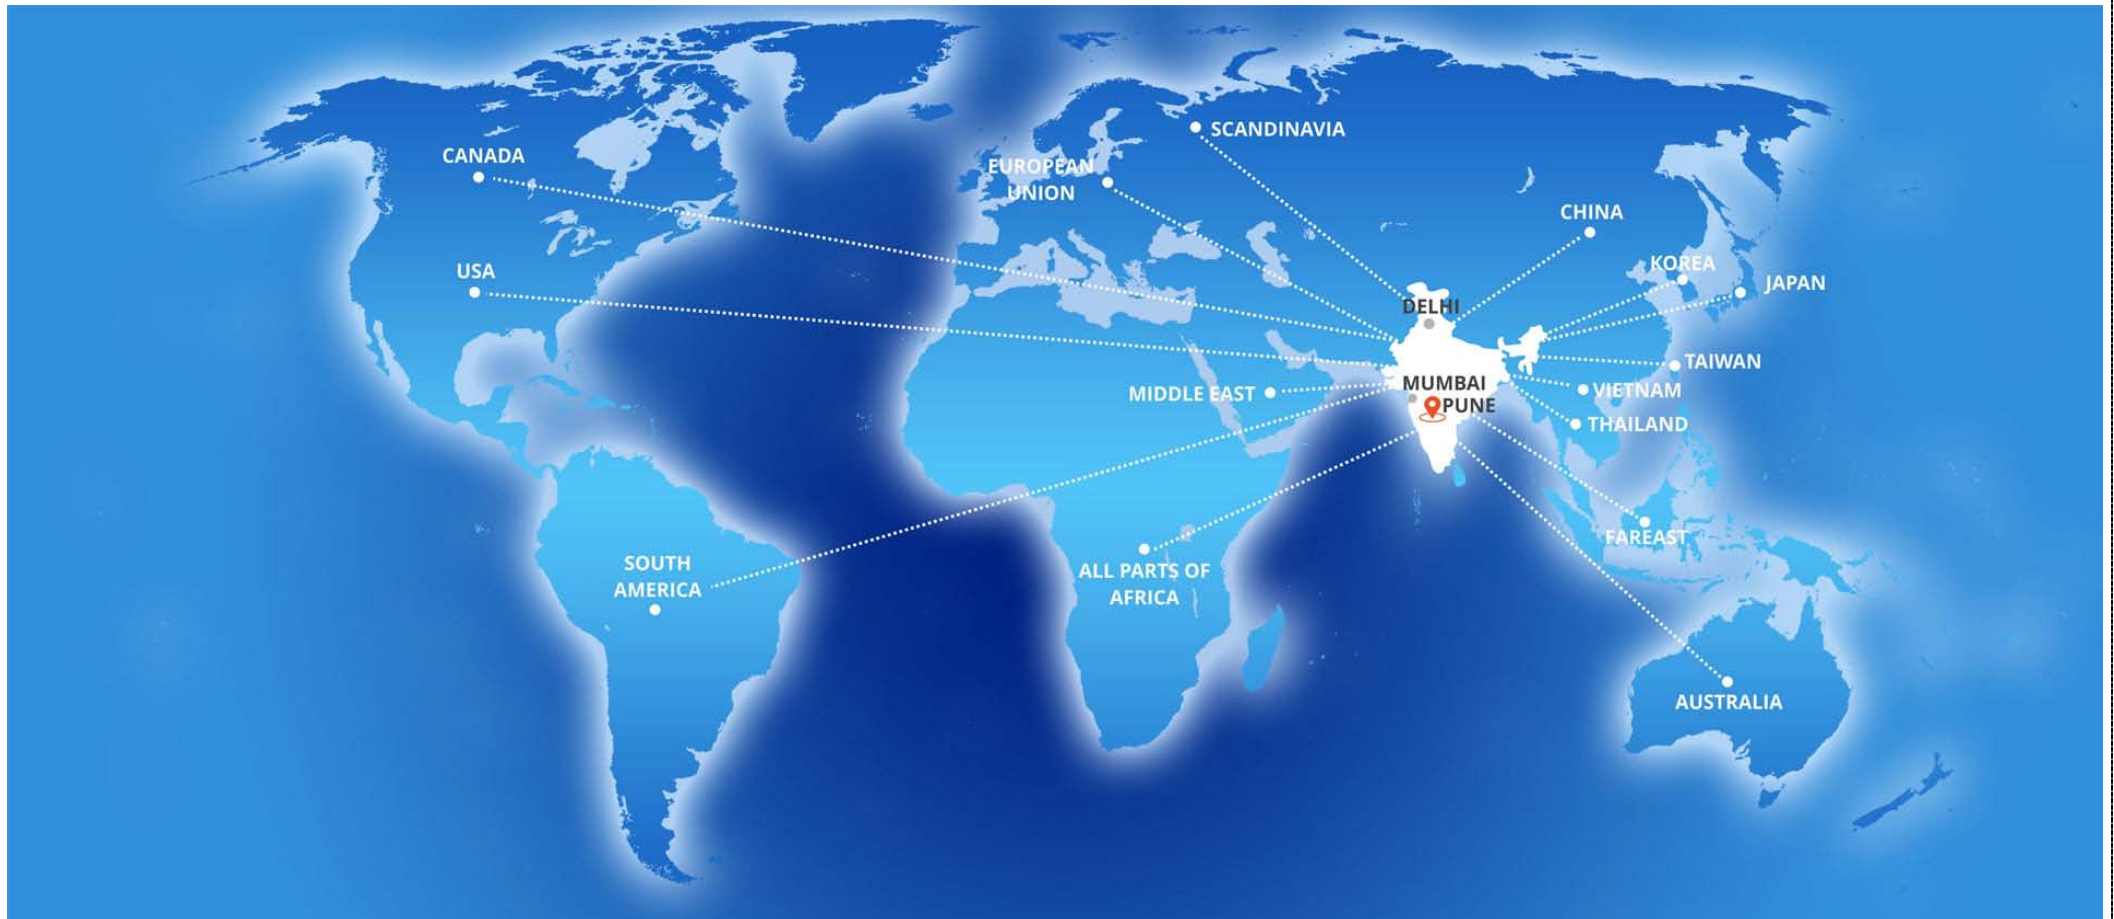 SCANDINAVIA
CANADA
EUROPEAN
UNION
CHINA
USA
KOREA
JAPAN
DELHI
TAIWAN
MIDDLE EAST
MUMBAI
VIETNAM
PUNE
THAILAND
FAREAST
SOUTH
AMERICA
ALL PARTS OF
AFRICA
AUSTRALIA